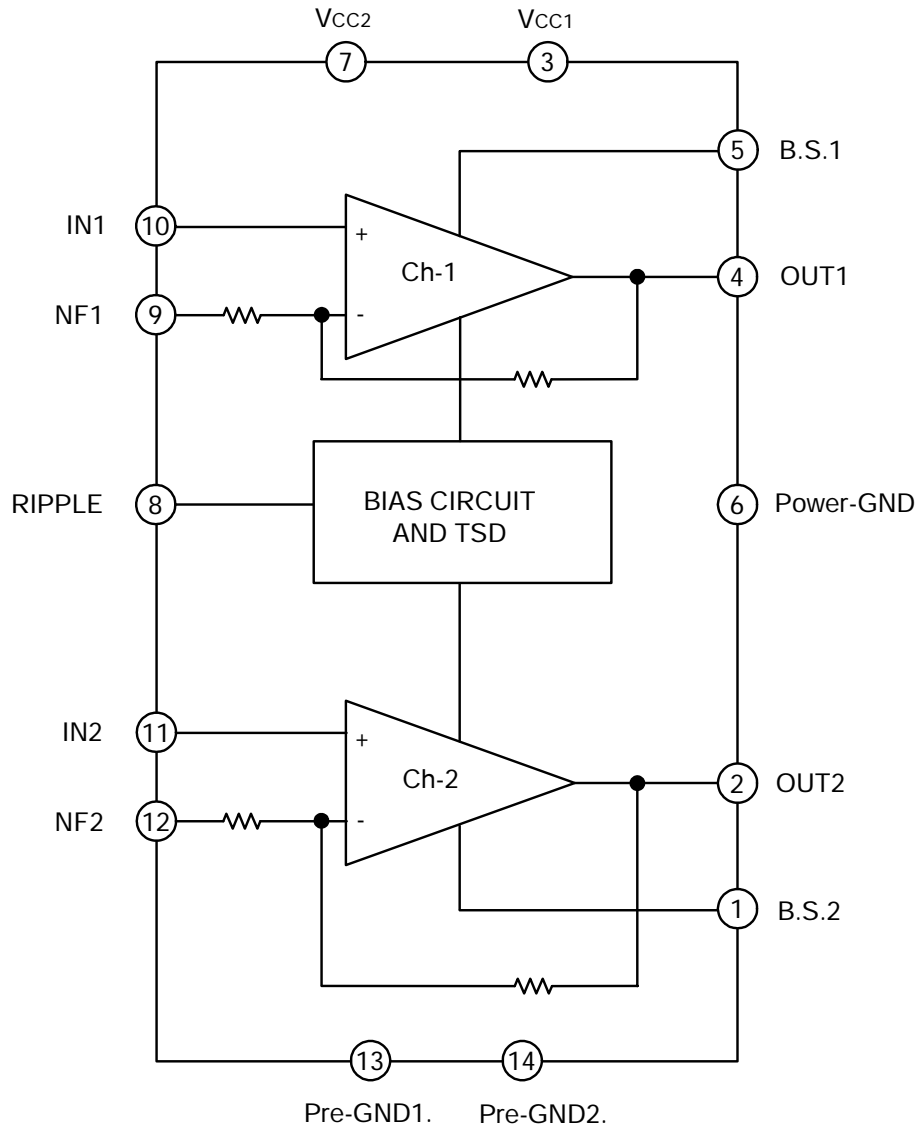 VCC2
VCC1
7
3
5
B.S.1
IN1
10
+
Ch-1
4
OUT1
NF1
9
-
RIPPLE
8
BIAS CIRCUIT
AND TSD
6
Power-GND
IN2
11
+
Ch-2
2
OUT2
NF2
12
-
1
B.S.2
13
14
Pre-GND1.
Pre-GND2.